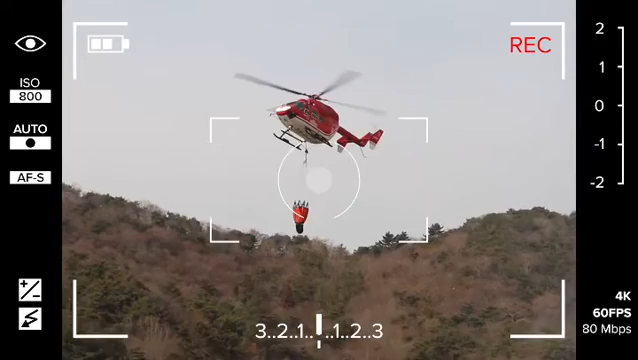 REC
ISO
800
AUTO
AF-S
2
1
0
-1
-2
4K
60FPS
80 Mbps
3..2.1..
..1..2..3